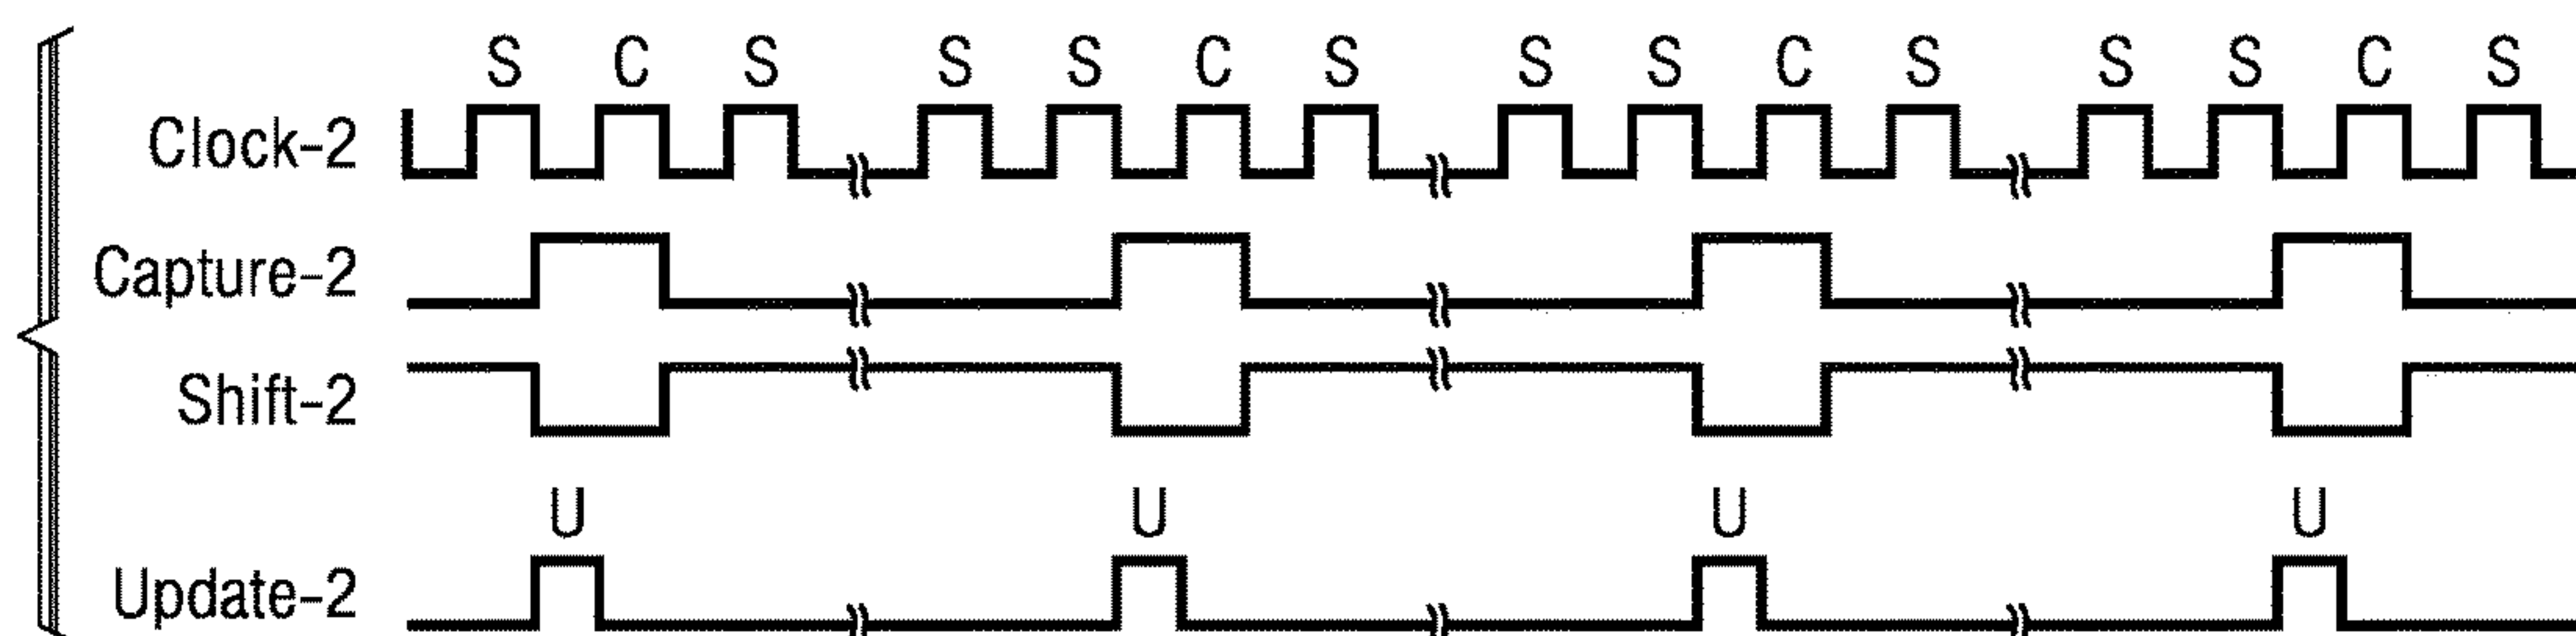 S C S S S C S S S C S S S C S
Clock-2
Capture-2
Shift-2
U U U U
Update-2